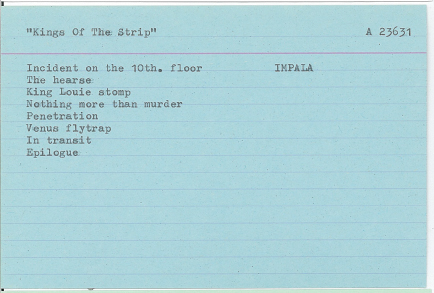 "Kings Of The Strip" A 23631
Incident on the 10th. floor IMPALA
The hearse
King Louie stomp
Nothing more than murder
Penetration
Venus flytrap
In transit
Epilogue